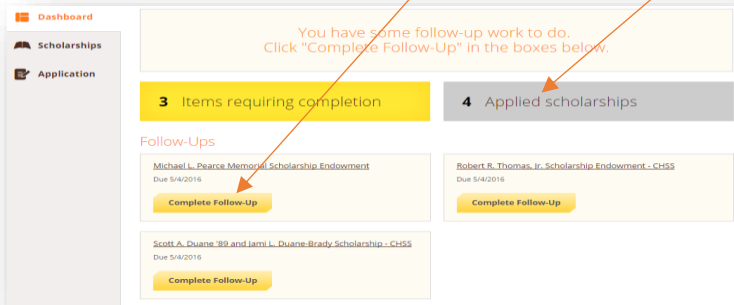 Dashboard
Scholarships
Application
You have some follow-up work to do.
Click "Complete Follow-Up" in the boxes below.
3 Items requiring completion
4 Applied scholarships
Follow-Ups
Michael L. Pearce Memorial Scholarship Endowment
Due 5/4/2016
Complete Follow-Up
Robert R. Thomas, Jr. Scholarship Endowment - CHSS
Due 5/4/2016
Complete Follow-Up
Scott A. Duane '89 and Jami L. Duane-Brady Scholarship - CHSS
Due 5/4/2016
Complete Follow-Up